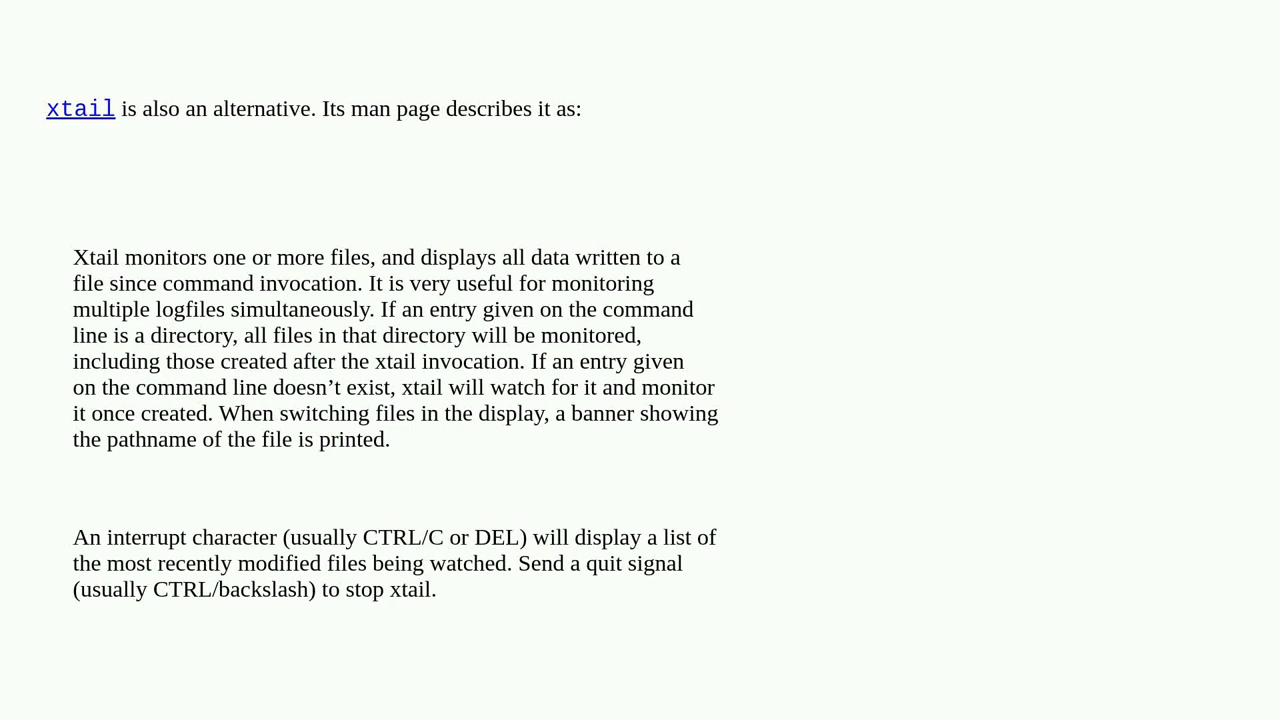 xtail is also an alternative. Its man page describes it as:
Xtail monitors one or more files, and displays all data written to a
file since command invocation. It is very useful for monitoring
multiple logfiles simultaneously. If an entry given on the command
line is a directory, all files in that directory will be monitored,
including those created after the xtail invocation. If an entry given
on the command line doesn’t exist, xtail will watch for it and monitor
it once created. When switching files in the display, a banner showing
the pathname of the file is printed.
An interrupt character (usually CTRL/C or DEL) will display a list of
the most recently modified files being watched. Send a quit signal
(usually CTRL/backslash) to stop xtail.